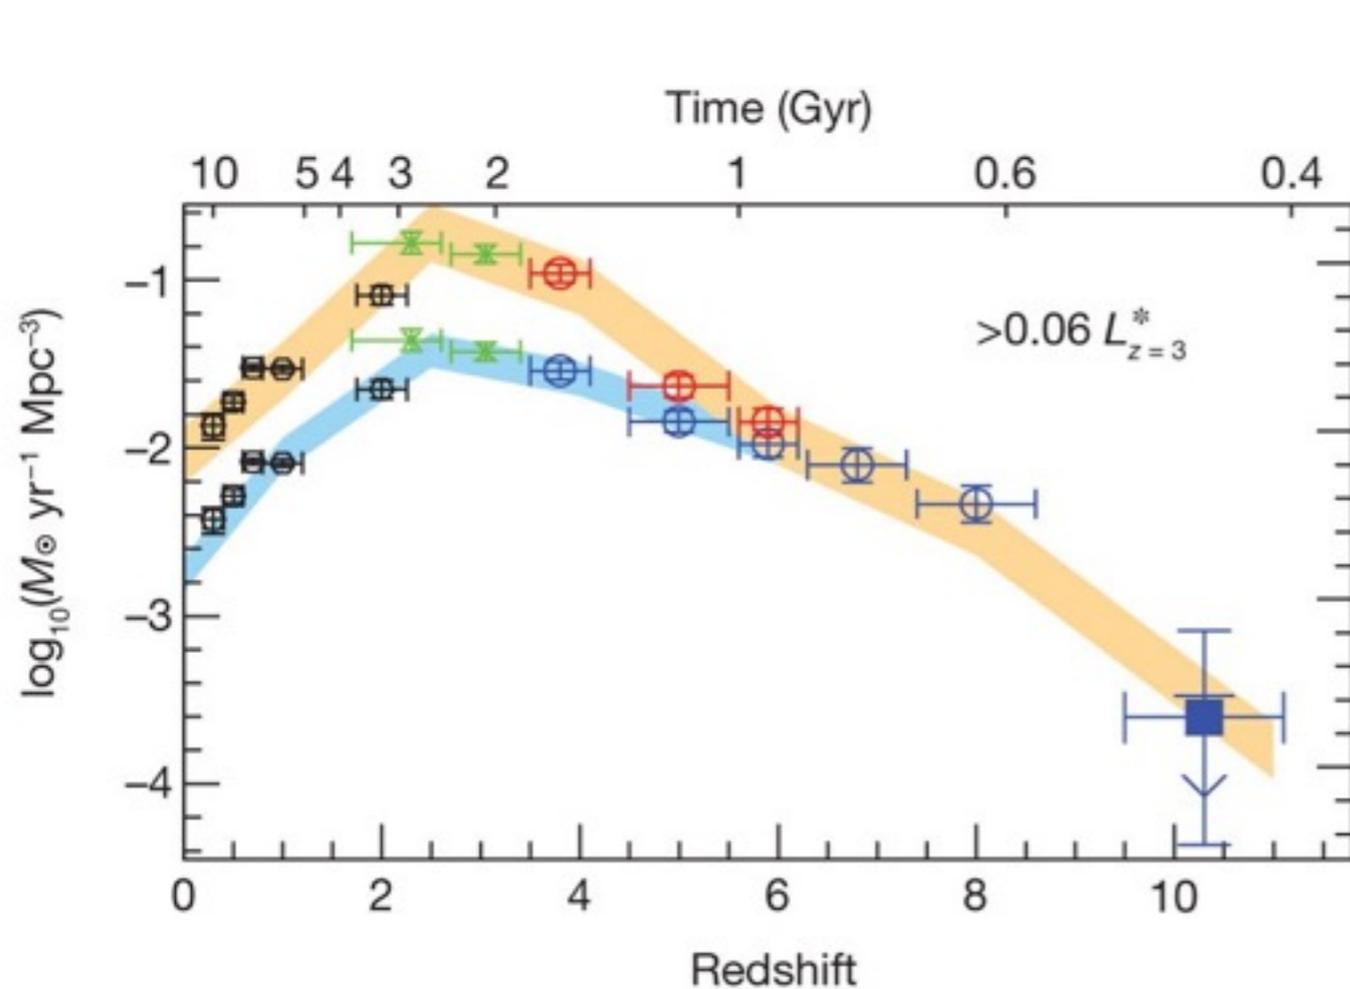 Time (Gyr)
10 5 4 3 2 1 0.6 0.4
log₁₀(M⊙ yr⁻¹ Mpc⁻³)
−1
−2
−3
−4
>0.06 L*z = 3
0 2 4 6 8 10
Redshift